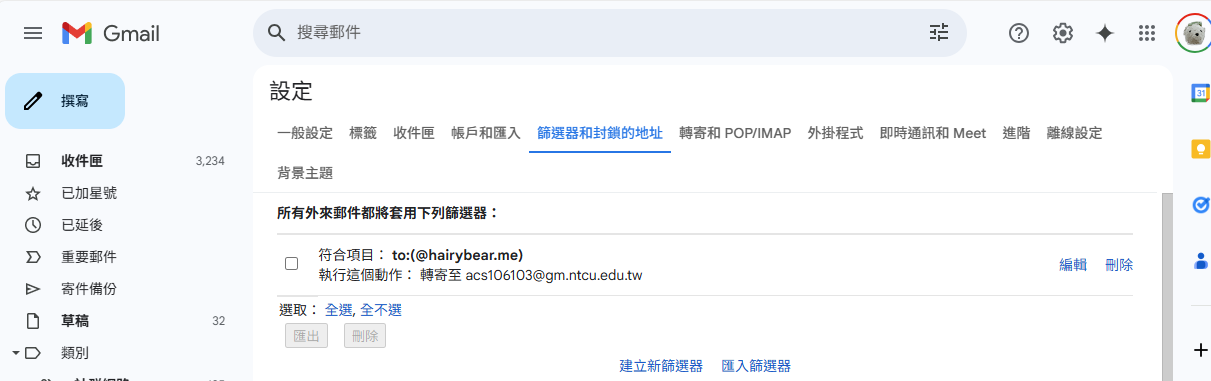 Gmail
搜尋郵件
撰寫
收件匣 3,234
已加星號
已延後
重要郵件
寄件備份
草稿 32
類別
設定
一般設定 標籤 收件匣 帳戶和匯入 篩選器和封鎖的地址 轉寄和 POP/IMAP 外掛程式 即時通訊和 Meet 進階 離線設定
背景主題
所有外來郵件都將套用下列篩選器：
符合項目： to:(@hairybear.me)
執行這個動作： 轉寄至 acs106103@gm.ntcu.edu.tw
編輯 刪除
選取： 全選, 全不選
匯出 刪除
建立新篩選器 匯入篩選器
31